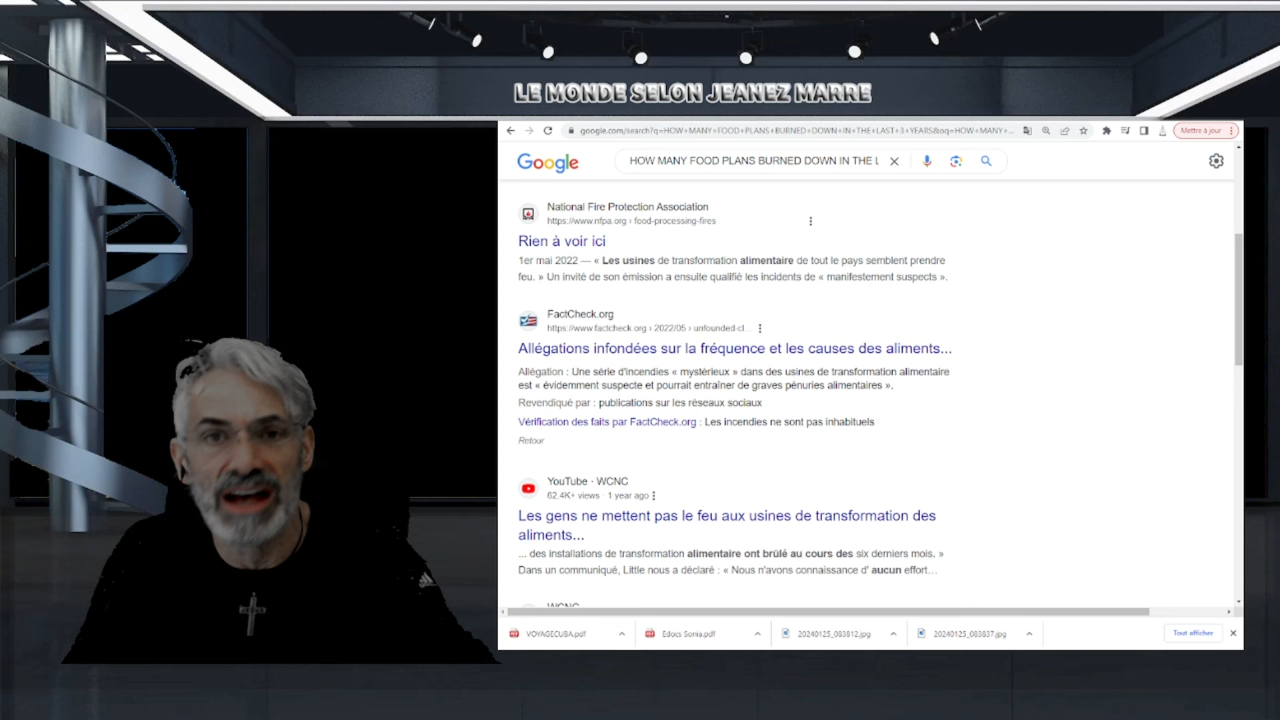 LE MONDE SELON JEANEZ MARRE
google.com/search?q=HOW+MANY+FOOD+PLANS+BURNED+DOWN+IN+THE+LAST+3+YEARS&oq=HOW+MANY+...
Mettre à jour
Google
HOW MANY FOOD PLANS BURNED DOWN IN THE L
National Fire Protection Association
https://www.nfpa.org › food-processing-fires
Rien à voir ici
1er mai 2022 — « Les usines de transformation alimentaire de tout le pays semblent prendre
feu. » Un invité de son émission a ensuite qualifié les incidents de « manifestement suspects ».
FactCheck.org
https://www.factcheck.org › 2022/05 › unfounded-cl...
Allégations infondées sur la fréquence et les causes des aliments...
Allégation : Une série d'incendies « mystérieux » dans des usines de transformation alimentaire
est « évidemment suspecte et pourrait entraîner de graves pénuries alimentaires ».
Revendiqué par : publications sur les réseaux sociaux
Vérification des faits par FactCheck.org : Les incendies ne sont pas inhabituels
Retour
YouTube · WCNC
62.4K+ views · 1 year ago
Les gens ne mettent pas le feu aux usines de transformation des
aliments...
... des installations de transformation alimentaire ont brûlé au cours des six derniers mois. »
Dans un communiqué, Little nous a déclaré : « Nous n'avons connaissance d' aucun effort...
WCNC
VOYAGECUBA.pdf
Edocs Sonia.pdf
20240125_083812.jpg
20240125_083837.jpg
Tout afficher